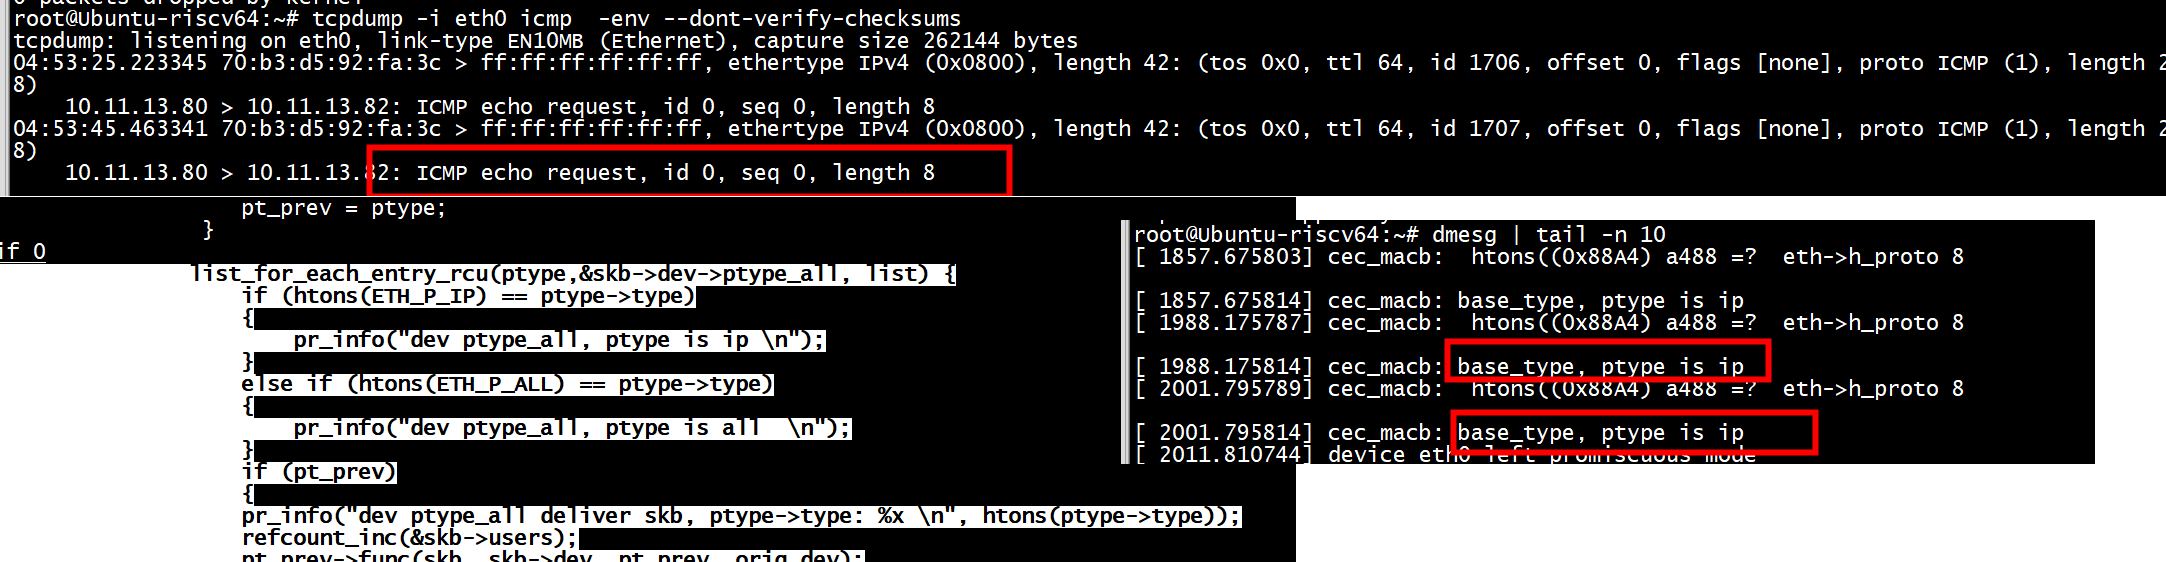 root@Ubuntu-riscv64:~# tcpdump -i eth0 icmp  -env --dont-verify-checksums
tcpdump: listening on eth0, link-type EN10MB (Ethernet), capture size 262144 bytes
04:53:25.223345 70:b3:d5:92:fa:3c > ff:ff:ff:ff:ff:ff, ethertype IPv4 (0x0800), length 42: (tos 0x0, ttl 64, id 1706, offset 0, flags [none], proto ICMP (1), length 2
8)
    10.11.13.80 > 10.11.13.82: ICMP echo request, id 0, seq 0, length 8
04:53:45.463341 70:b3:d5:92:fa:3c > ff:ff:ff:ff:ff:ff, ethertype IPv4 (0x0800), length 42: (tos 0x0, ttl 64, id 1707, offset 0, flags [none], proto ICMP (1), length 2
8)
    10.11.13.80 > 10.11.13.82: ICMP echo request, id 0, seq 0, length 8
pt_prev = ptype;
}
if 0
list_for_each_entry_rcu(ptype,&skb->dev->ptype_all, list) {
if (htons(ETH_P_IP) == ptype->type)
{
pr_info("dev ptype_all, ptype is ip \n");
}
else if (htons(ETH_P_ALL) == ptype->type)
{
pr_info("dev ptype_all, ptype is all  \n");
}
if (pt_prev)
{
pr_info("dev ptype_all deliver skb, ptype->type: %x \n", htons(ptype->type));
refcount_inc(&skb->users);
pt_prev->func(skb, skb->dev, pt_prev, orig_dev);
root@Ubuntu-riscv64:~# dmesg | tail -n 10
[ 1857.675803] cec_macb:  htons((0x88A4) a488 =?  eth->h_proto 8
[ 1857.675814] cec_macb: base_type, ptype is ip
[ 1988.175787] cec_macb:  htons((0x88A4) a488 =?  eth->h_proto 8
[ 1988.175814] cec_macb: base_type, ptype is ip
[ 2001.795789] cec_macb:  htons((0x88A4) a488 =?  eth->h_proto 8
[ 2001.795814] cec_macb: base_type, ptype is ip
[ 2011.810744] device eth0 left promiscuous mode